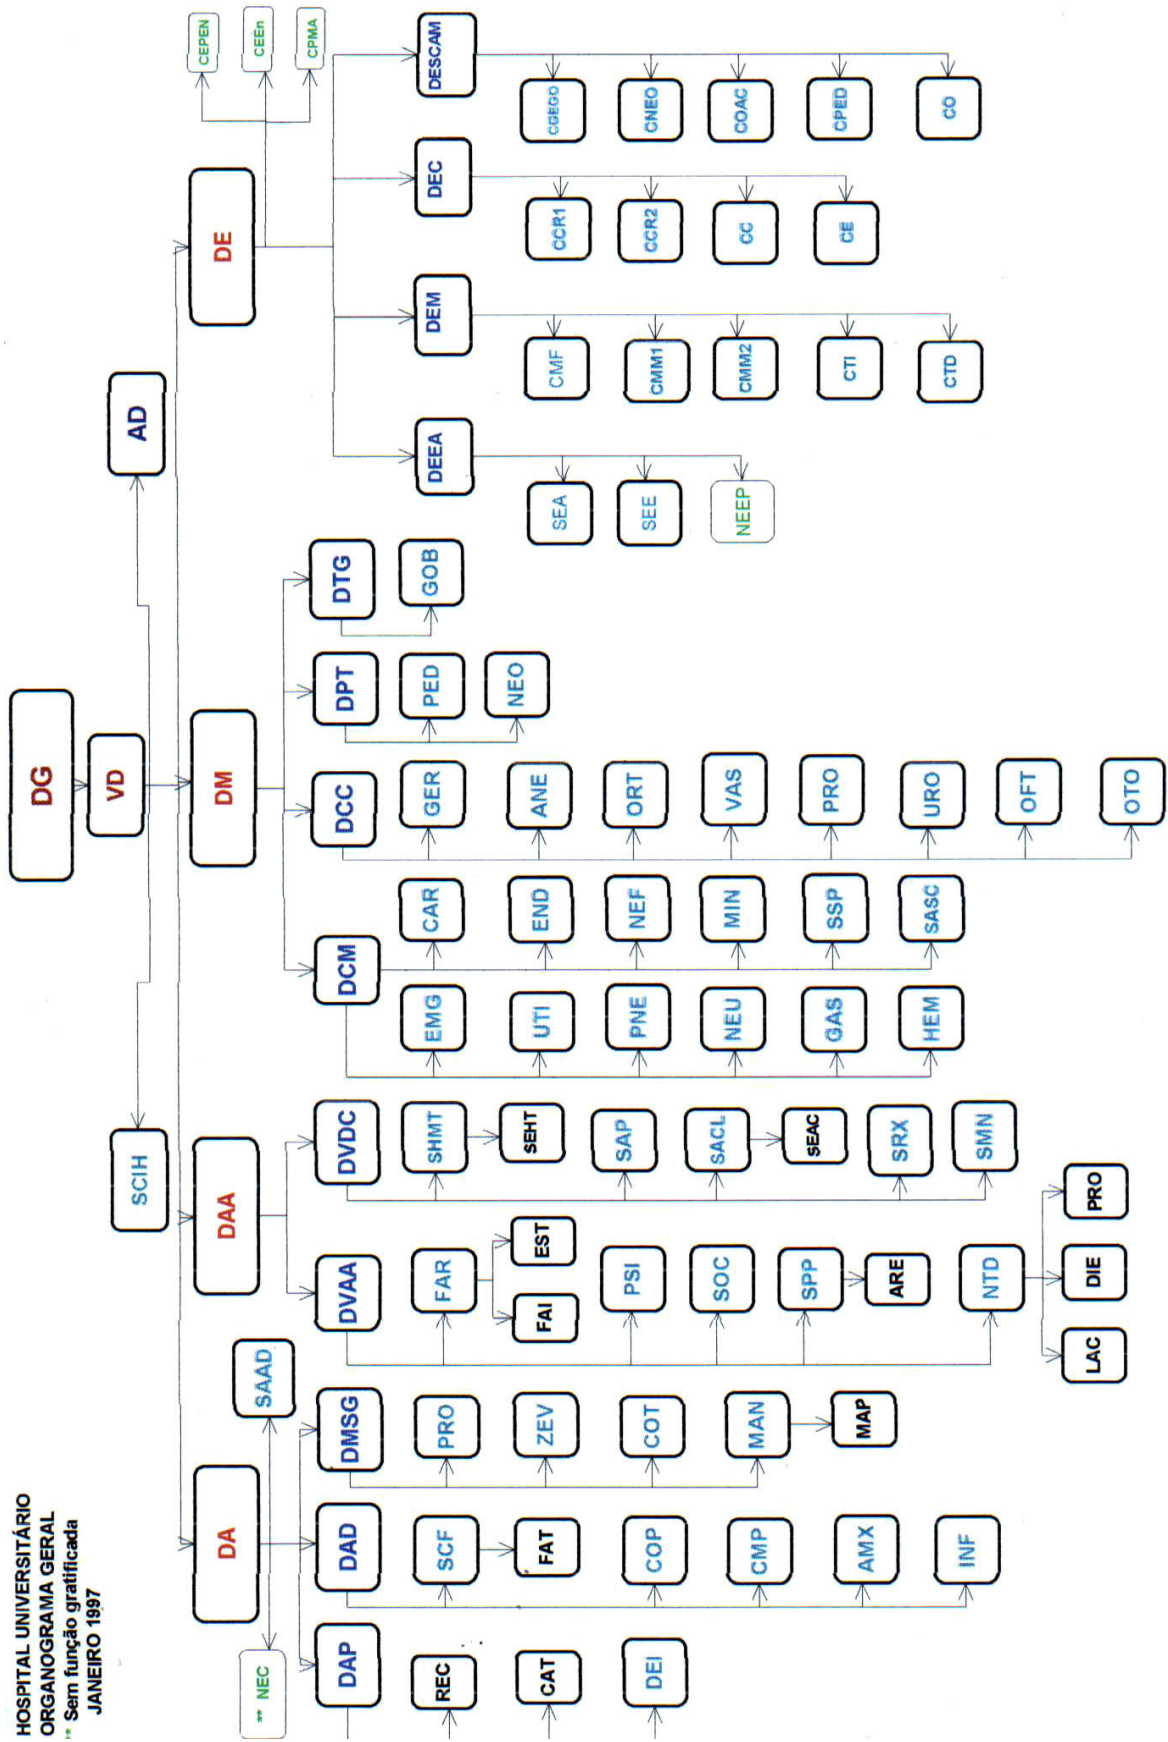 HOSPITAL UNIVERSITÁRIO
ORGANOGRAMA GERAL
** Sem função gratificada
JANEIRO 1997
DG
VD
SCIH
AD
DA
DAA
DM
DE
** NEC
SAAD
CEPEN
CEEn
CPMA
DAP
DAD
DMSG
DVAA
DVDC
DCM
DCC
DPT
DTG
DEEA
DEM
DEC
DESCAM
REC
CAT
DEI
SCF
FAT
COP
CMP
AMX
INF
PRO
ZEV
COT
MAN
MAP
FAR
FAI
EST
PSI
SOC
SPP
ARE
NTD
LAC
DIE
PRO
SHMT
SEHT
SAP
SACL
SEAC
SRX
SMN
EMG
UTI
PNE
NEU
GAS
HEM
CAR
END
NEF
MIN
SSP
SASC
GER
ANE
ORT
VAS
PRO
URO
OFT
OTO
PED
NEO
GOB
SEA
SEE
NEEP
CMF
CMM1
CMM2
CTI
CTD
CCR1
CCR2
CC
CE
CGEGO
CNEO
COAC
CPED
CO